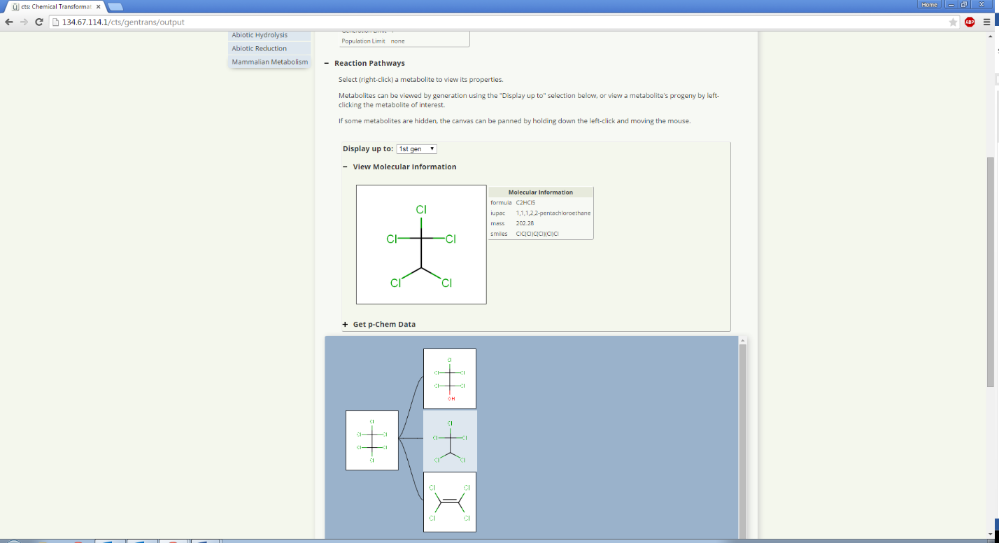 cts: Chemical Transformat
Home
134.67.114.1/cts/gentrans/output
ABP
Abiotic Hydrolysis
Abiotic Reduction
Mammalian Metabolism
Generation Limit
Population Limit none
− Reaction Pathways
Select (right-click) a metabolite to view its properties.
Metabolites can be viewed by generation using the "Display up to" selection below, or view a metabolite's progeny by left-
clicking the metabolite of interest.
If some metabolites are hidden, the canvas can be panned by holding down the left-click and moving the mouse.
Display up to: 1st gen
− View Molecular Information
Molecular Information
formula C2HCl5
iupac 1,1,1,2,2-pentachloroethane
mass 202.28
smiles ClC(Cl)C(Cl)(Cl)Cl
Cl
Cl Cl
Cl Cl
+ Get p-Chem Data
Cl
Cl Cl
Cl Cl
OH
Cl
Cl Cl
Cl Cl
Cl
Cl
Cl Cl
Cl Cl
Cl Cl
Cl Cl